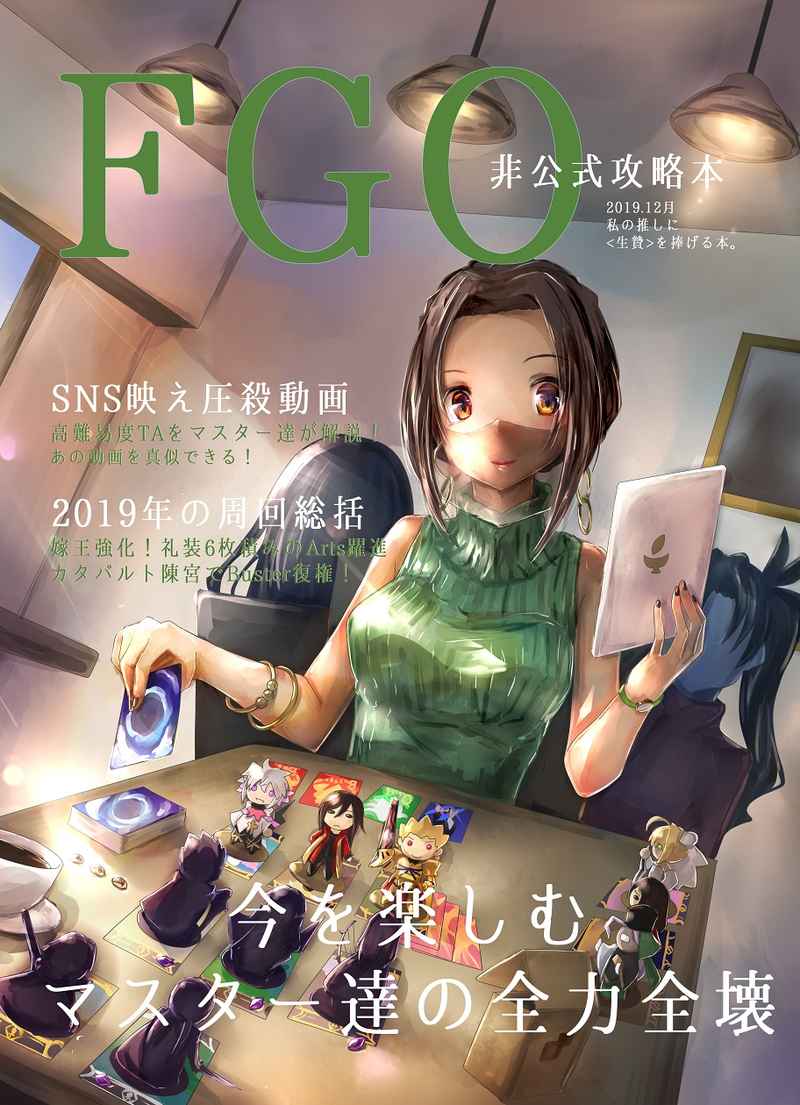 FGO
非公式攻略本
2019.12月
私の推しに
<生贄>を捧げる本。
SNS映え圧殺動画
高難易度TAをマスター達が解説！
あの動画を真似できる！
2019年の周回総括
嫁王強化！礼装6枚積みのArts躍進
カタパルト陳宮でBuster復権！
今を楽しむ
マスター達の全力全壊